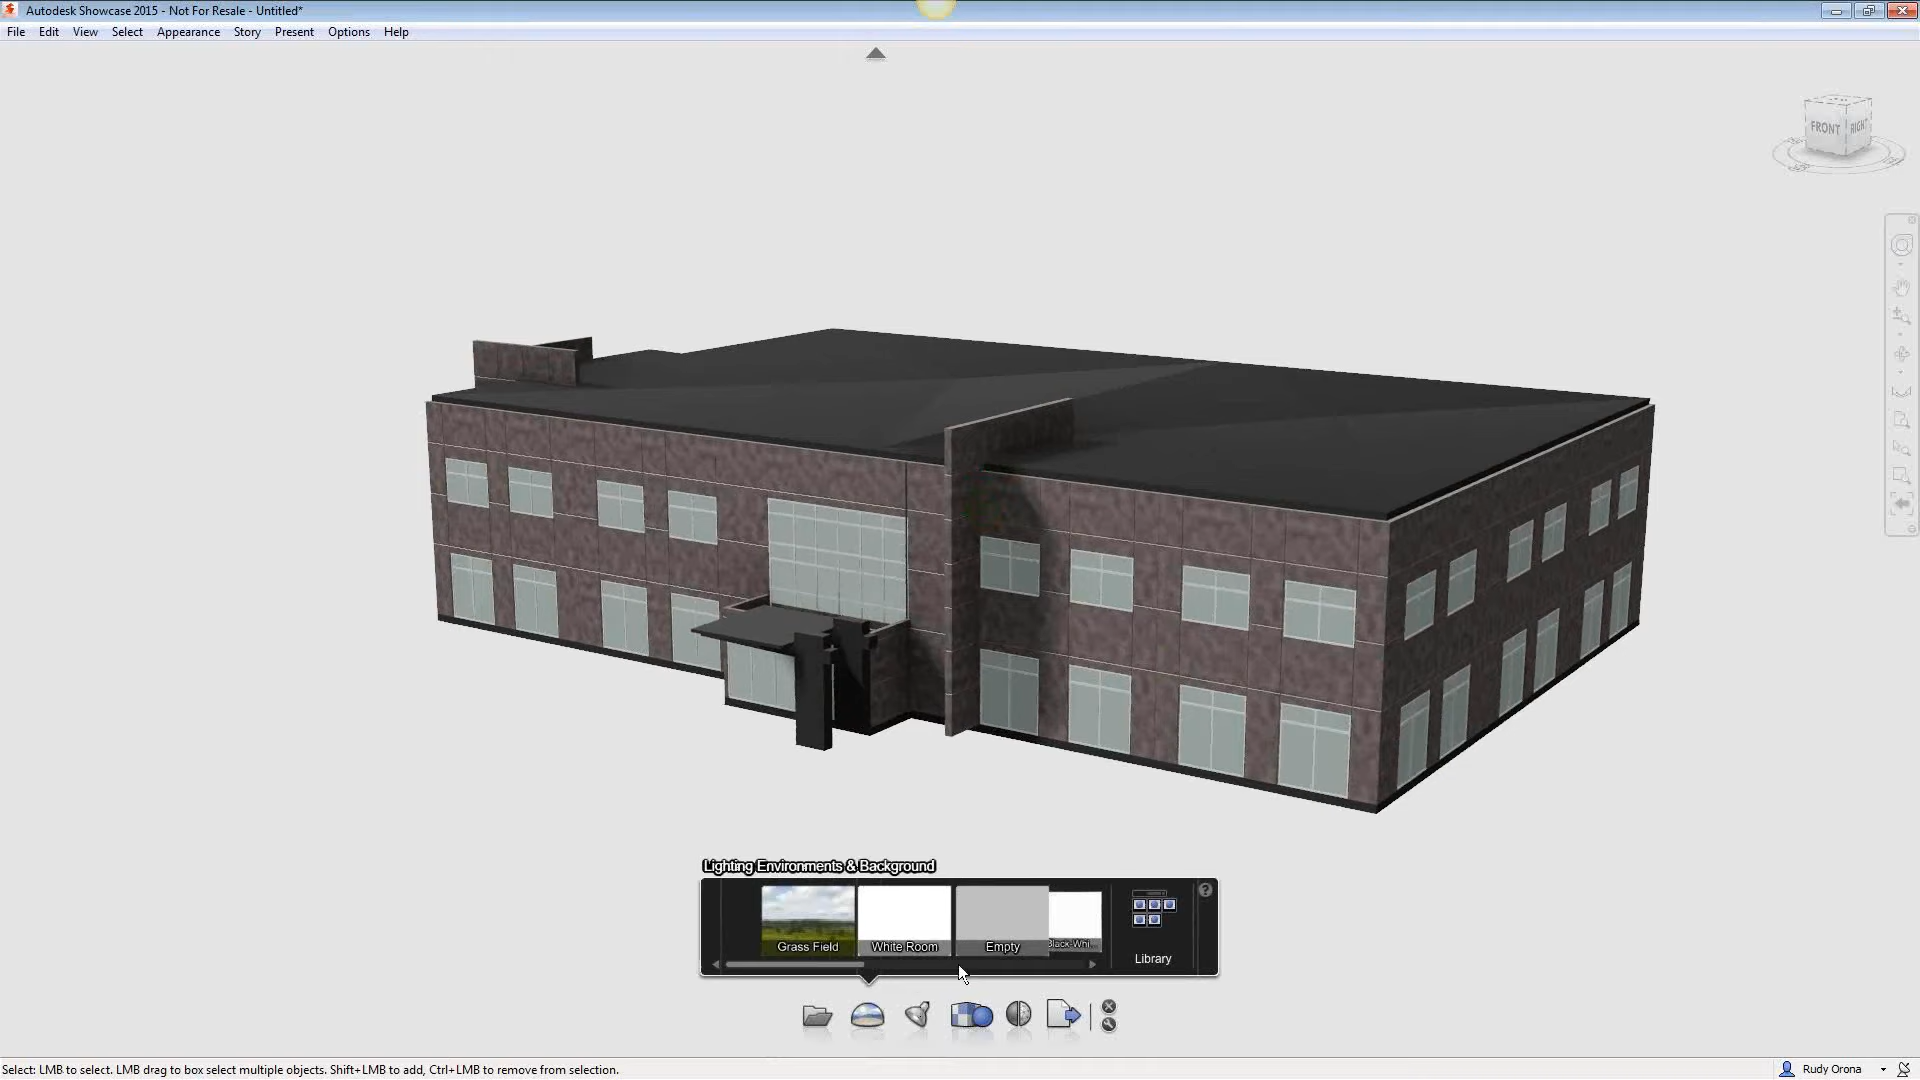 Autodesk Showcase 2015 - Not For Resale - Untitled*
File Edit View Select Appearance Story Present Options Help
FRONT RIGHT
Lighting Environments & Background
Grass Field White Room Empty Black-Whi...
Library
Select: LMB to select. LMB drag to box select multiple objects. Shift+LMB to add, Ctrl+LMB to remove from selection.
Rudy Orona